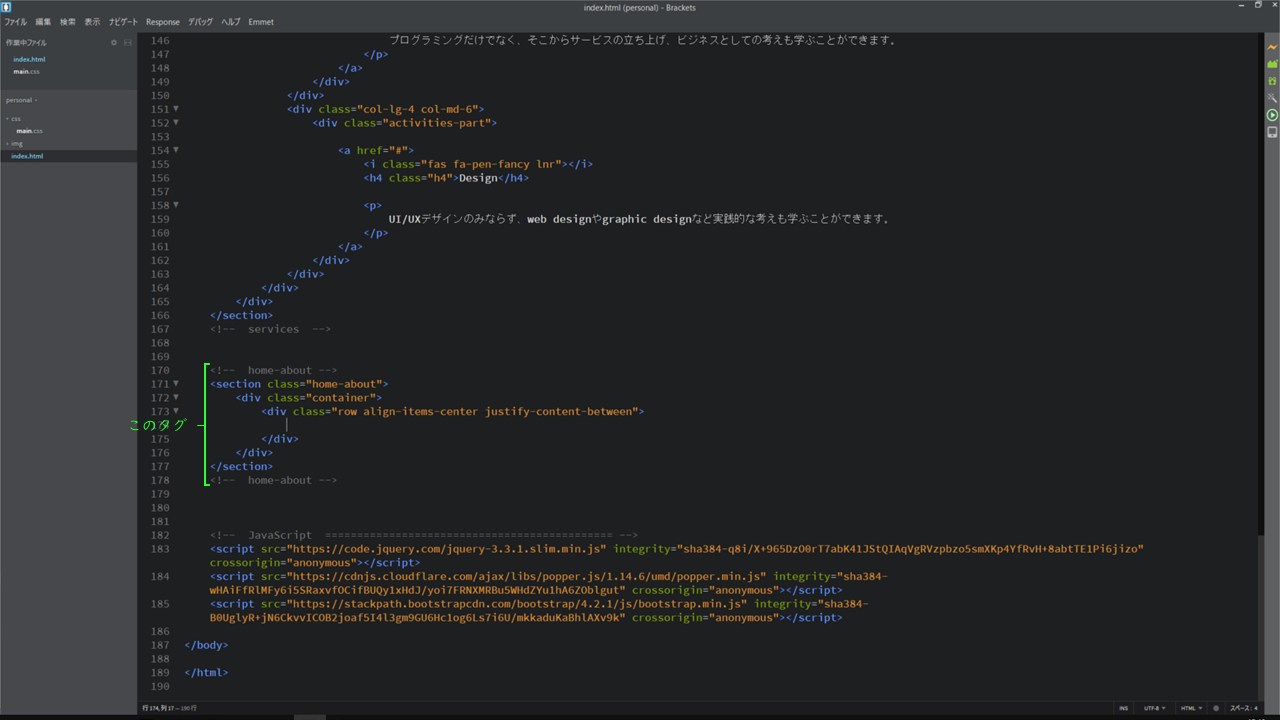 index.html (personal) - Brackets
ファイル 編集 検索 表示 ナビゲート Response デバッグ ヘルプ Emmet
作業中ファイル
index.html
main.css
personal
css
main.css
img
index.html
146 プログラミングだけでなく、そこからサービスの立ち上げ、ビジネスとしての考えも学ぶことができます。
147 </p>
148 </a>
149 </div>
150 </div>
151 <div class="col-lg-4 col-md-6">
152 <div class="activities-part">
153
154 <a href="#">
155 <i class="fas fa-pen-fancy lnr"></i>
156 <h4 class="h4">Design</h4>
157
158 <p>
159 UI/UXデザインのみならず、web designやgraphic designなど実践的な考えも学ぶことができます。
160 </p>
161 </a>
162 </div>
163 </div>
164 </div>
165 </div>
166 </section>
167 <!-- services -->
168
169
170 <!-- home-about -->
171 <section class="home-about">
172 <div class="container">
173 <div class="row align-items-center justify-content-between">
このタグ
175 </div>
176 </div>
177 </section>
178 <!-- home-about -->
179
180
181
182 <!-- JavaScript ============================================= -->
183 <script src="https://code.jquery.com/jquery-3.3.1.slim.min.js" integrity="sha384-q8i/X+965DzO0rT7abK41JStQIAqVgRVzpbzo5smXKp4YfRvH+8abtTE1Pi6jizo"
crossorigin="anonymous"></script>
184 <script src="https://cdnjs.cloudflare.com/ajax/libs/popper.js/1.14.6/umd/popper.min.js" integrity="sha384-
wHAiFfRlMFy6i5SRaxvfOCifBUQy1xHdJ/yoi7FRNXMRBu5WHdZYu1hA6ZOblgut" crossorigin="anonymous"></script>
185 <script src="https://stackpath.bootstrapcdn.com/bootstrap/4.2.1/js/bootstrap.min.js" integrity="sha384-
B0UglyR+jN6CkvvICOB2joaf5I4l3gm9GU6Hc1og6Ls7i6U/mkkaduKaBhlAXv9k" crossorigin="anonymous"></script>
186
187 </body>
188
189 </html>
190
行 174, 列 17 — 190 行
INS UTF-8 HTML スペース: 4